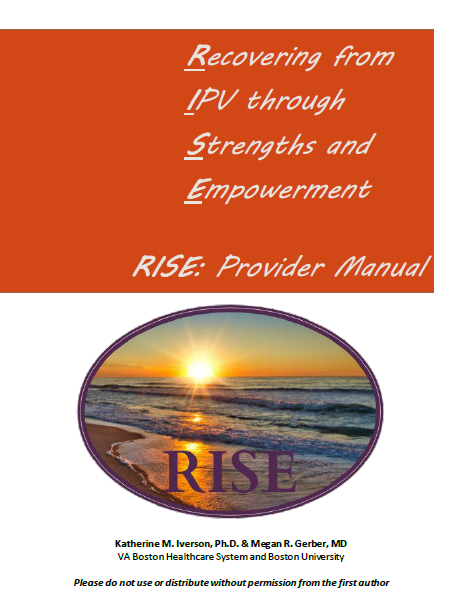 Recovering from
IPV through
Strengths and
Empowerment
RISE: Provider Manual
RISE
Katherine M. Iverson, Ph.D. & Megan R. Gerber, MD
VA Boston Healthcare System and Boston University
Please do not use or distribute without permission from the first author